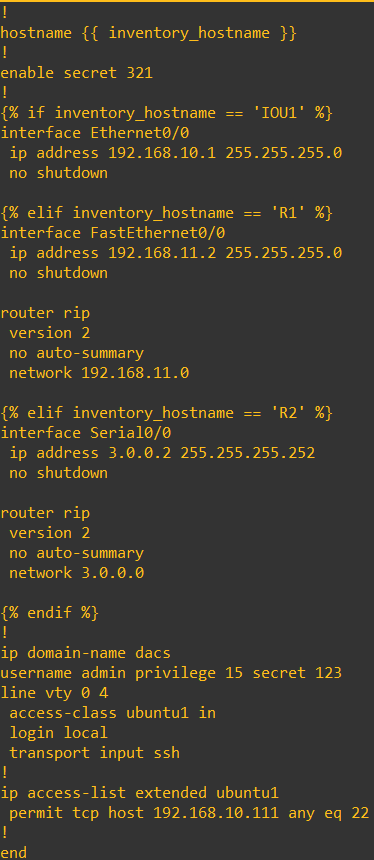 !
hostname {{ inventory_hostname }}
!
enable secret 321
!
{% if inventory_hostname == 'IOU1' %}
interface Ethernet0/0
 ip address 192.168.10.1 255.255.255.0
 no shutdown

{% elif inventory_hostname == 'R1' %}
interface FastEthernet0/0
 ip address 192.168.11.2 255.255.255.0
 no shutdown

router rip
 version 2
 no auto-summary
 network 192.168.11.0

{% elif inventory_hostname == 'R2' %}
interface Serial0/0
 ip address 3.0.0.2 255.255.255.252
 no shutdown

router rip
 version 2
 no auto-summary
 network 3.0.0.0

{% endif %}
!
ip domain-name dacs
username admin privilege 15 secret 123
line vty 0 4
 access-class ubuntu1 in
 login local
 transport input ssh
!
ip access-list extended ubuntu1
 permit tcp host 192.168.10.111 any eq 22
!
end